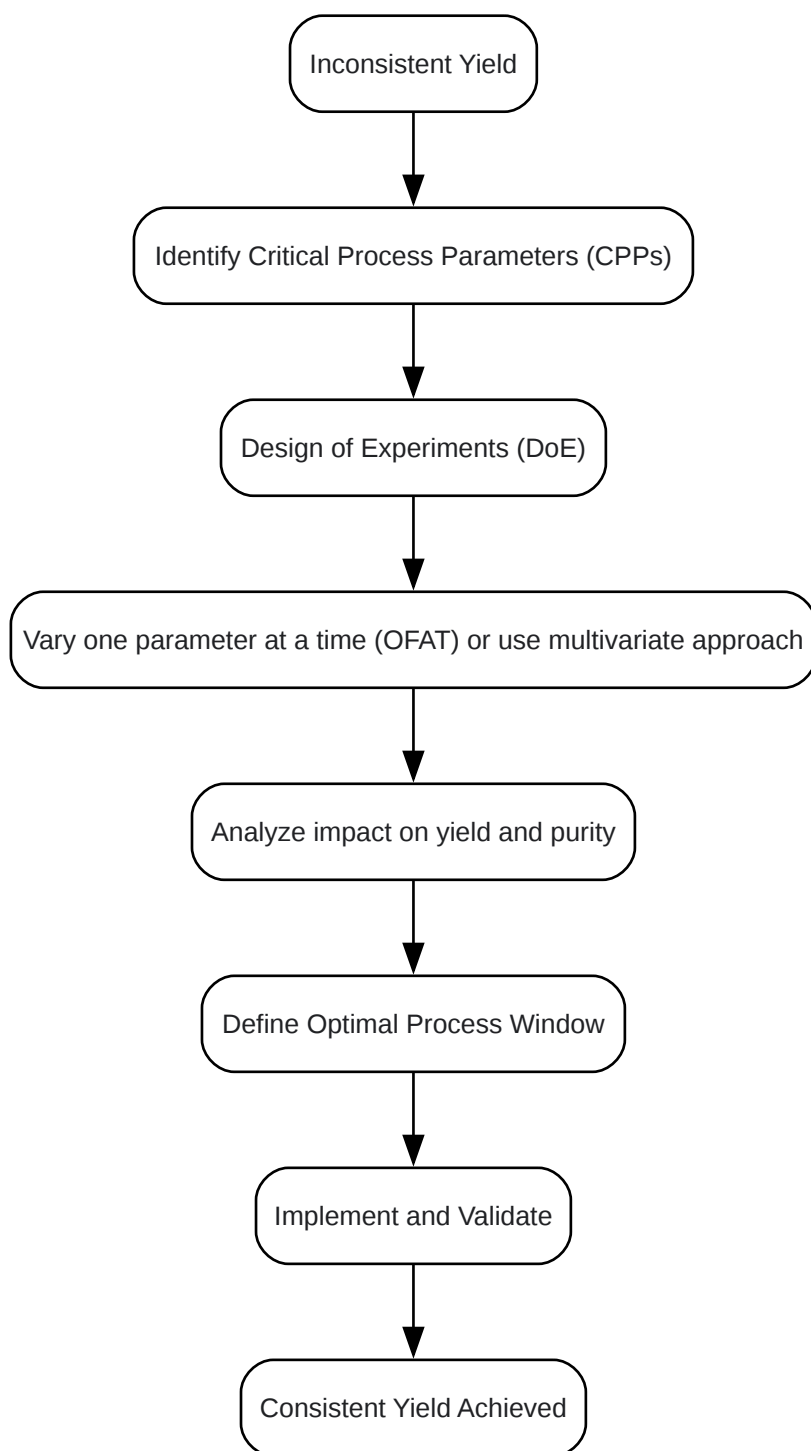 Inconsistent Yield
Identify Critical Process Parameters (CPPs)
Design of Experiments (DoE)
Vary one parameter at a time (OFAT) or use multivariate approach
Analyze impact on yield and purity
Define Optimal Process Window
Implement and Validate
Consistent Yield Achieved